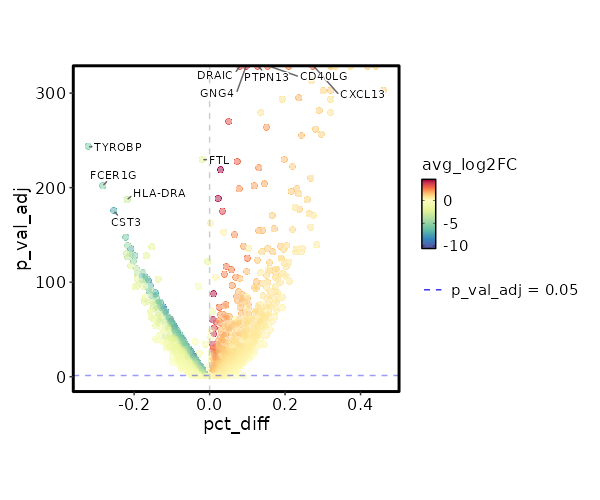 DRAIC
PTPN13
CD40LG
GNG4
CXCL13
TYROBP
FTL
FCER1G
HLA-DRA
CST3
300
200
100
0
p_val_adj
-0.2
0.0
0.2
0.4
pct_diff
avg_log2FC
0
-5
-10
p_val_adj = 0.05